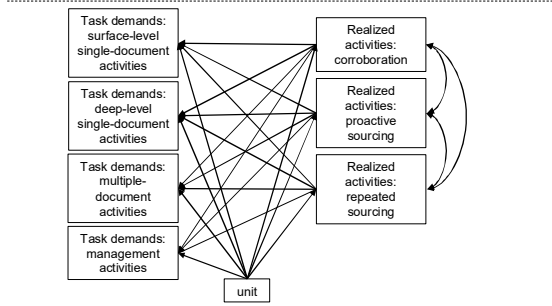 Task demands:
surface-level
single-document
activities
Task demands:
deep-level
single-document
activities
Task demands:
multiple-
document
activities
Task demands:
management
activities
Realized
activities:
corroboration
Realized
activities:
proactive
sourcing
Realized
activities:
repeated
sourcing
unit